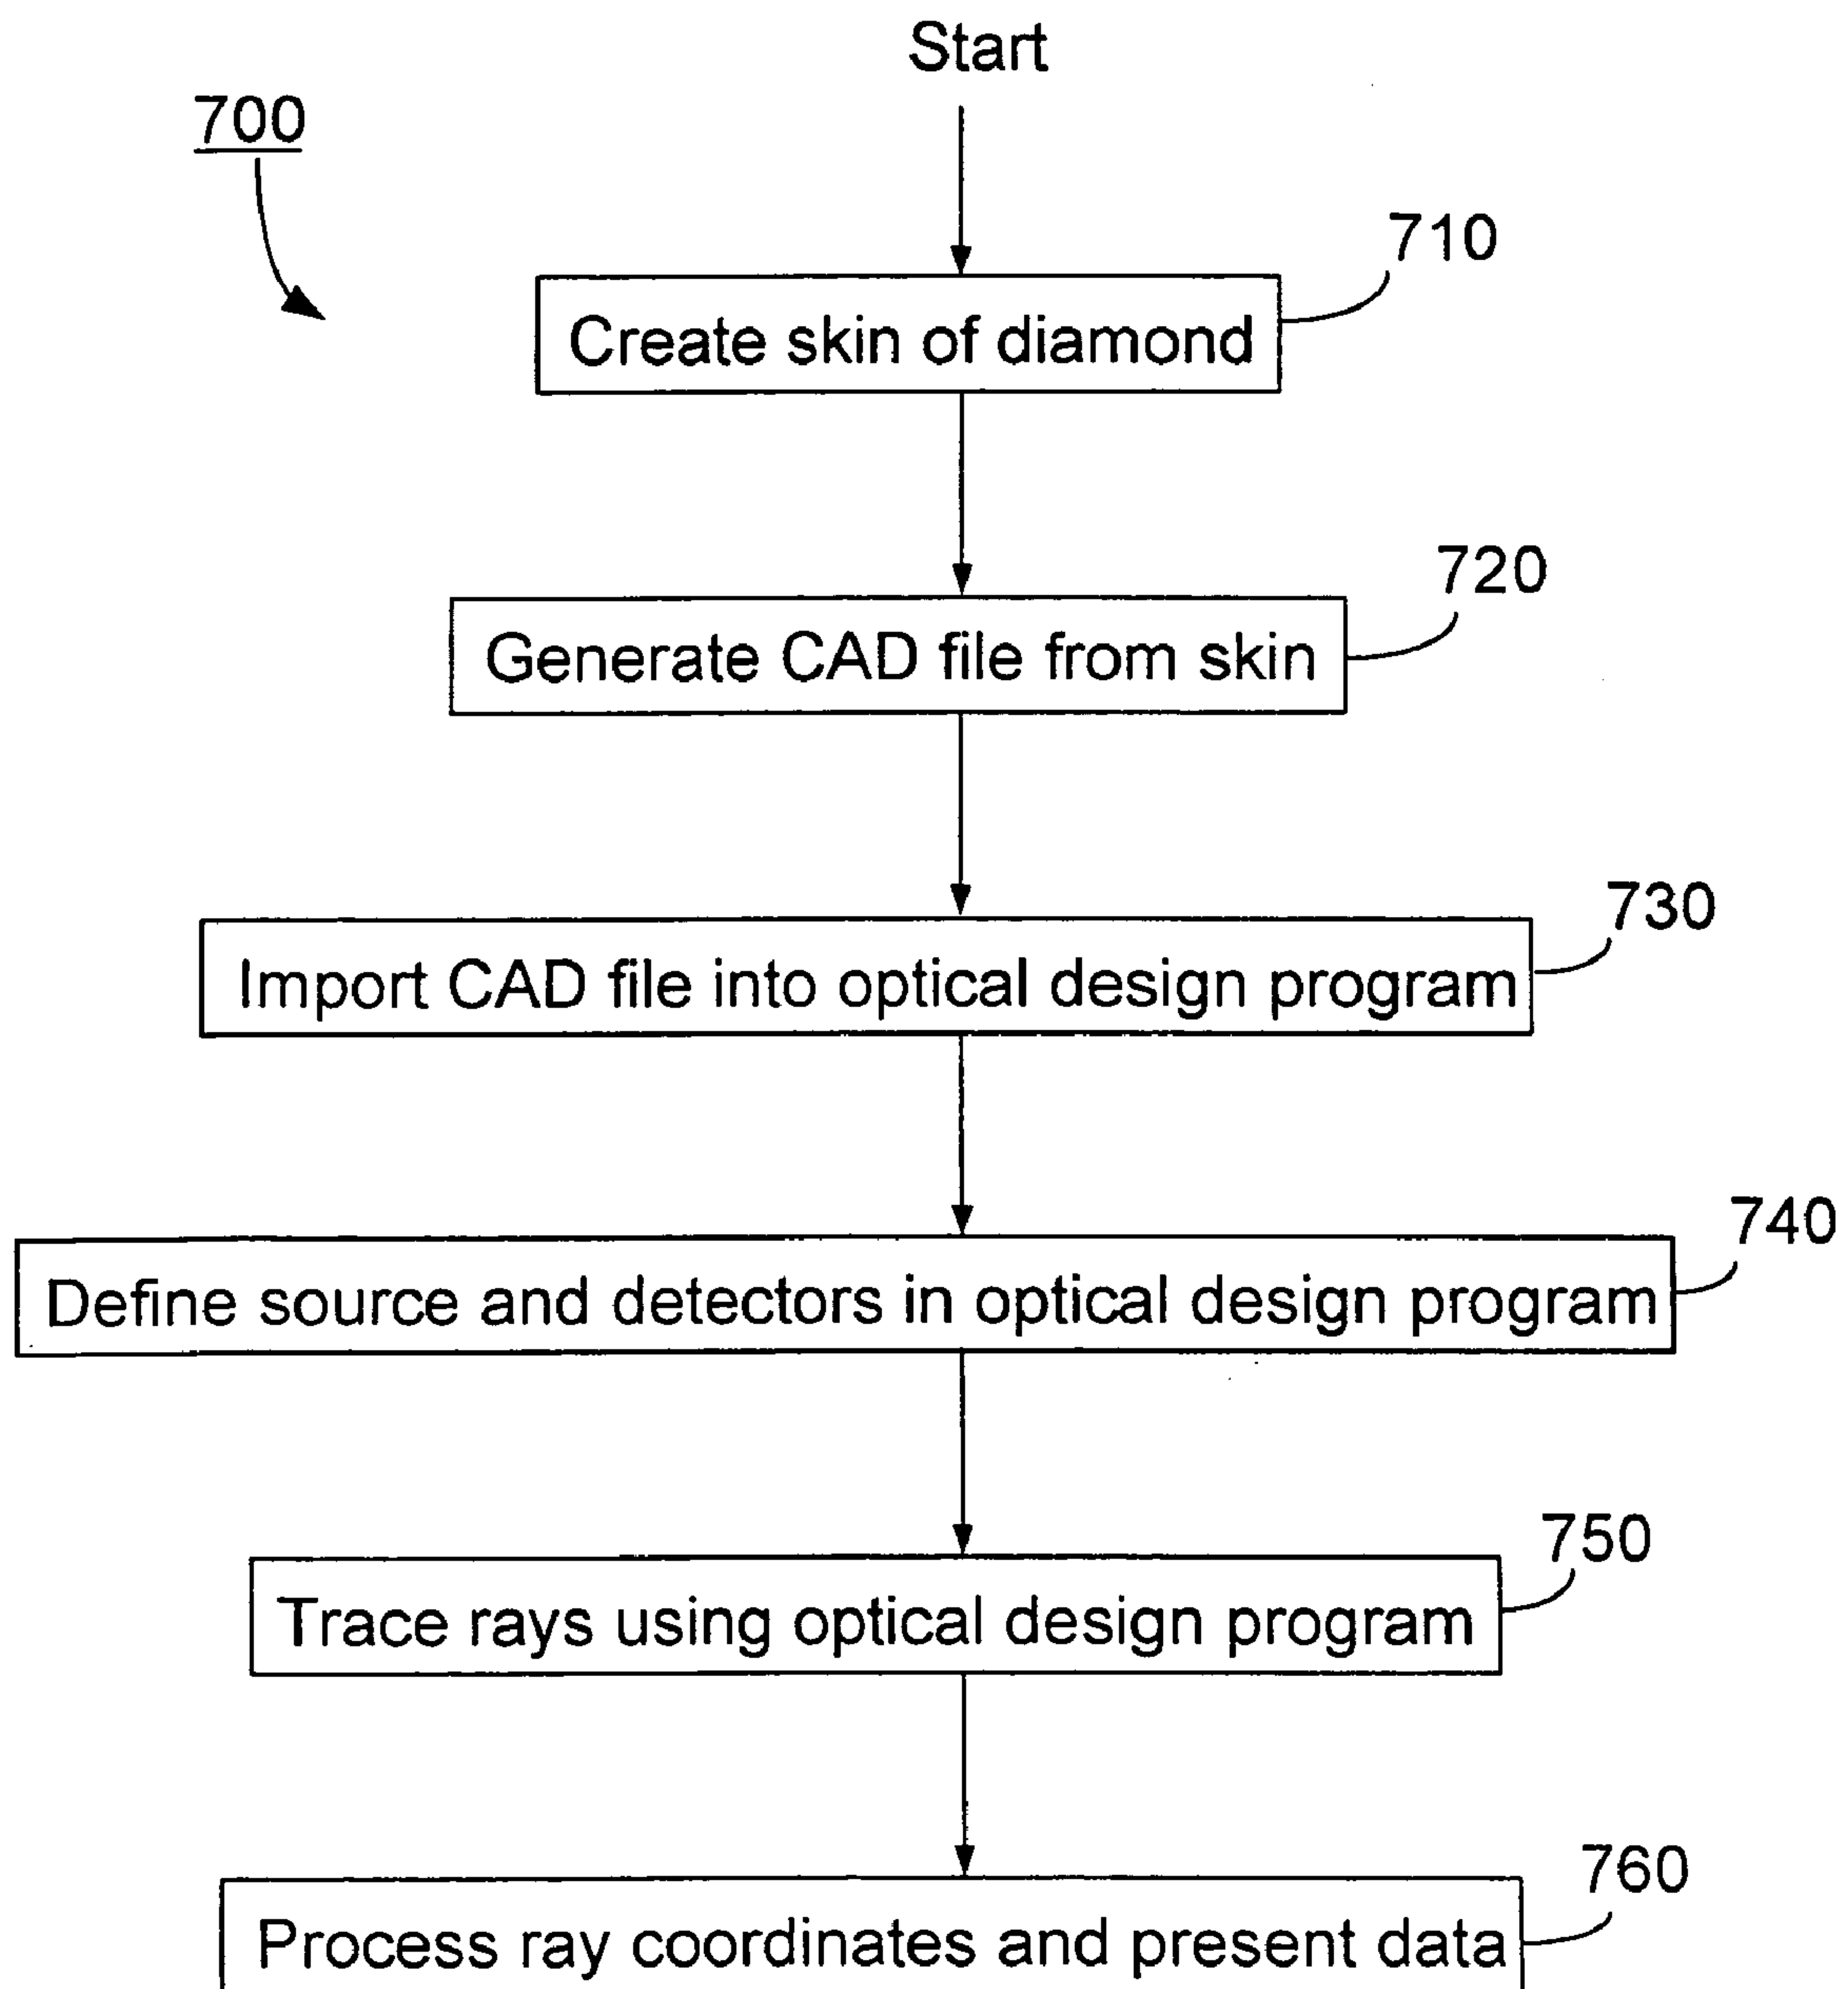 Start
700
710
Create skin of diamond
720
Generate CAD file from skin
730
Import CAD file into optical design program
740
Define source and detectors in optical design program
750
Trace rays using optical design program
760
Process ray coordinates and present data